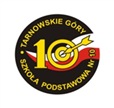 TARNOWSKIE GÓRY
10
SZKOŁA PODSTAWOWA Nr 10